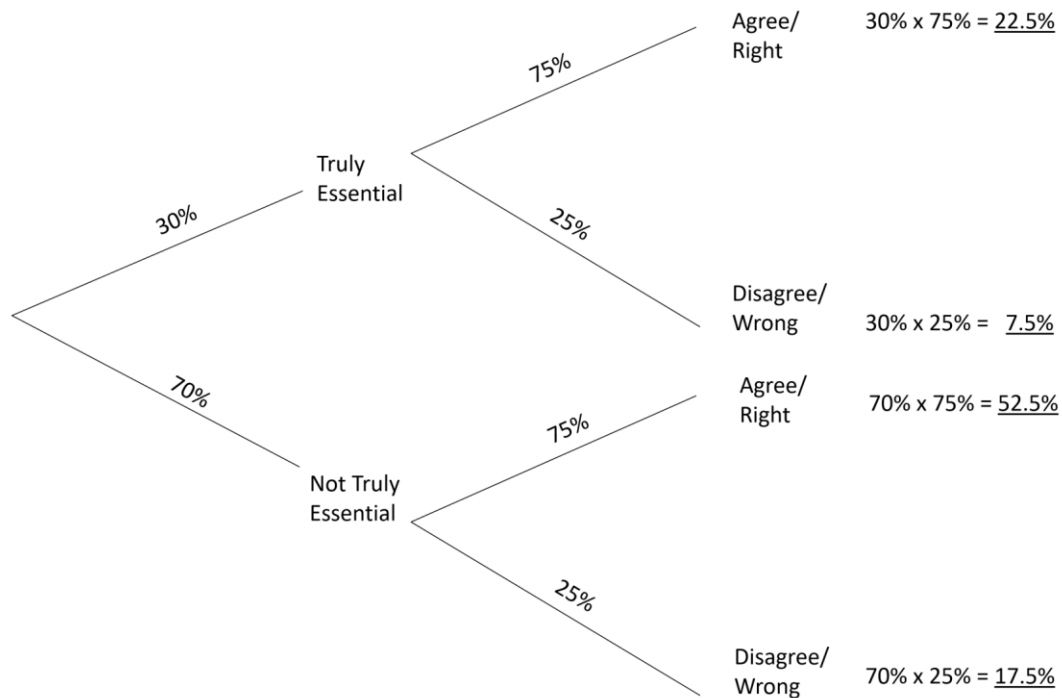 Agree/
Right
30% x 75% = 22.5%
75%
Truly
Essential
30%
25%
Disagree/
Wrong
30% x 25% = 7.5%
70%
Agree/
Right
70% x 75% = 52.5%
75%
Not Truly
Essential
25%
Disagree/
Wrong
70% x 25% = 17.5%